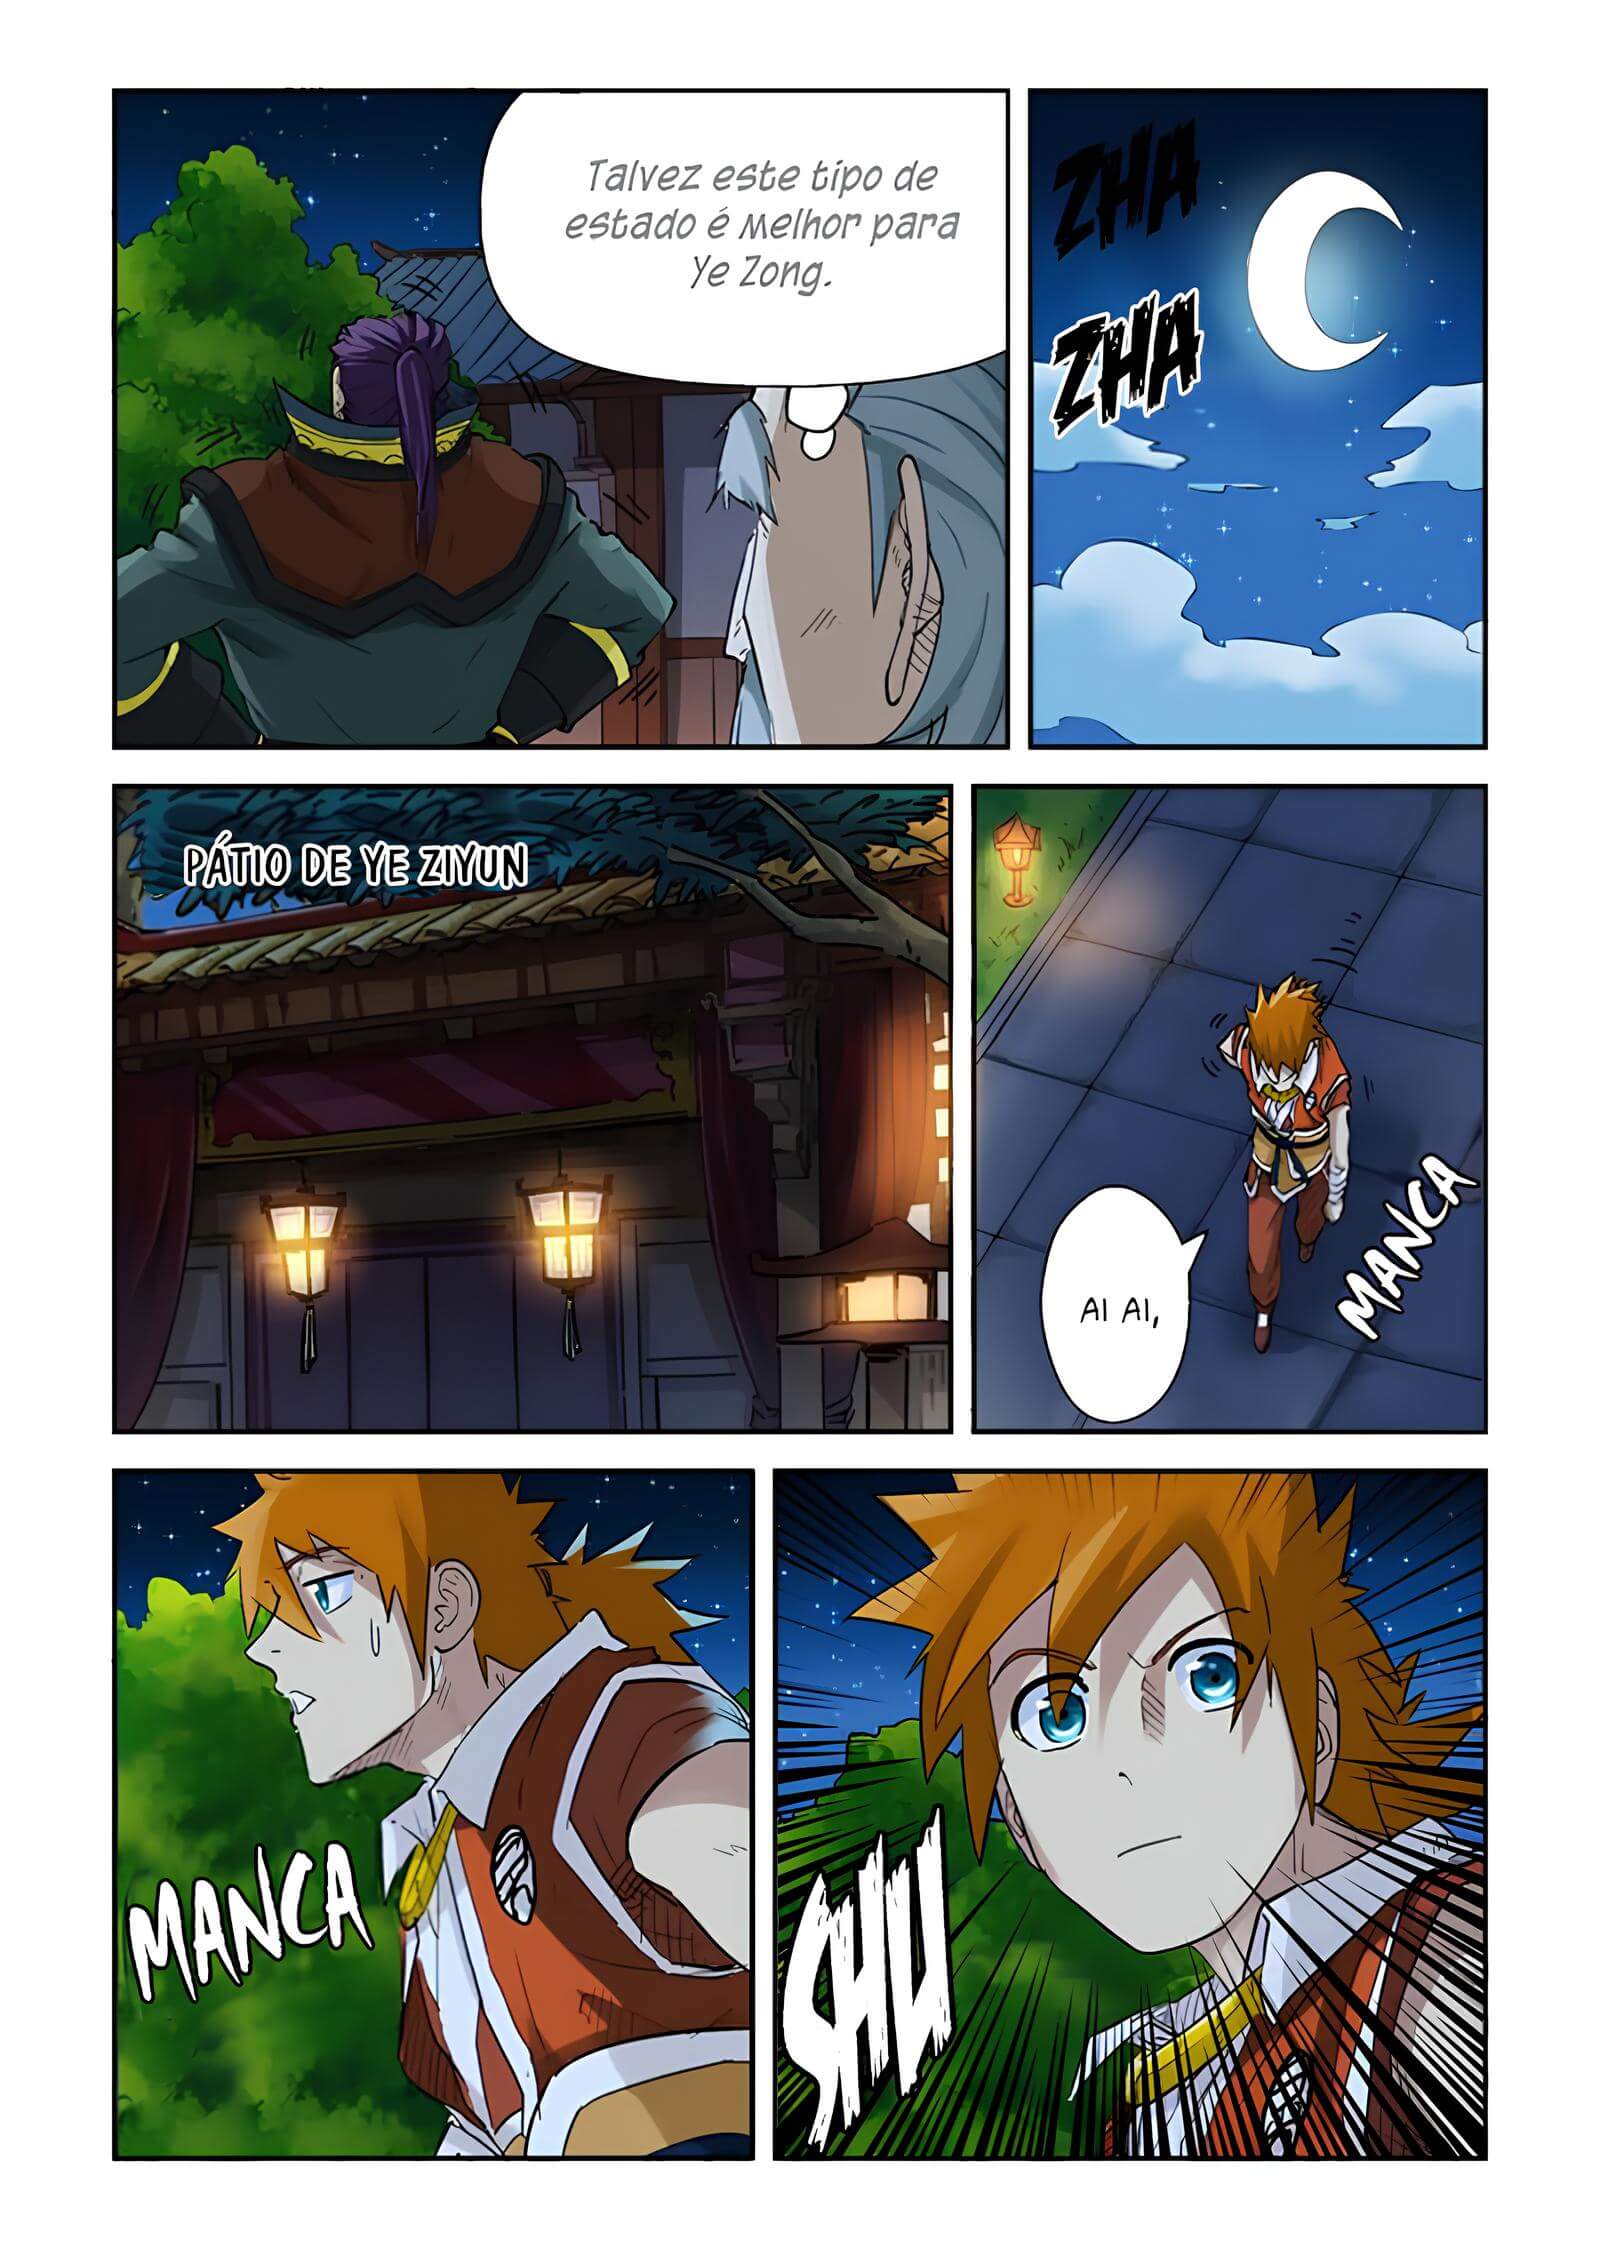 Talvez este tipo de
estado é melhor para
Ye Zong.
ZHA
ZHA
PÁTIO DE YE ZIYUN
AI AI,
MANCA
MANCA
CHU